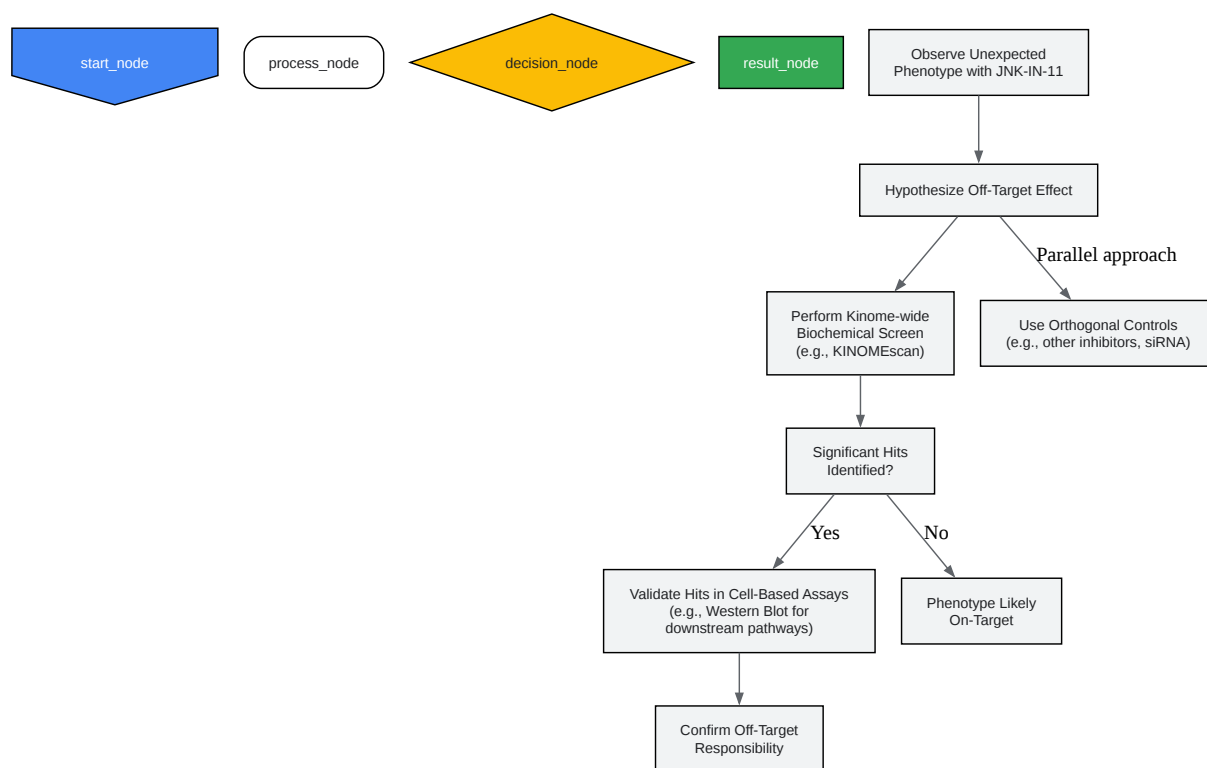 start_node
process_node
decision_node
result_node
Observe Unexpected
Phenotype with JNK-IN-11
Hypothesize Off-Target Effect
Parallel approach
Perform Kinome-wide
Biochemical Screen
(e.g., KINOMEscan)
Use Orthogonal Controls
(e.g., other inhibitors, siRNA)
Significant Hits
Identified?
Yes
No
Validate Hits in Cell-Based Assays
(e.g., Western Blot for
downstream pathways)
Phenotype Likely
On-Target
Confirm Off-Target
Responsibility